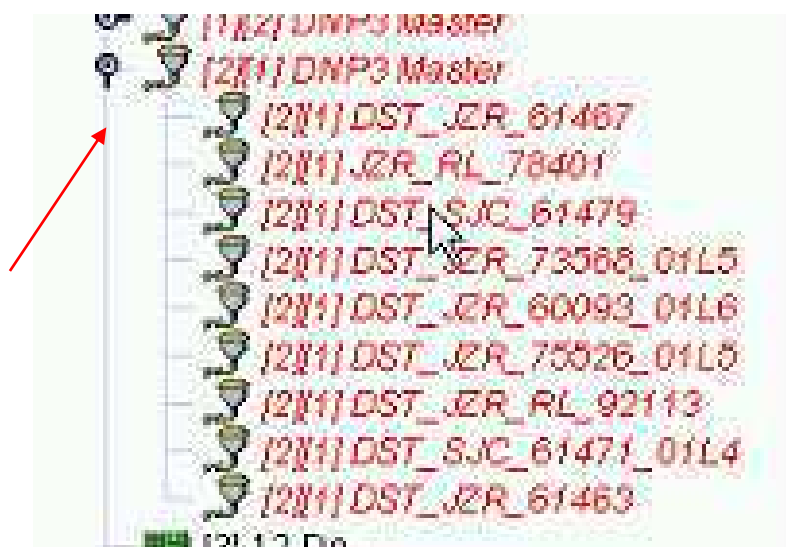 [1][2] DNP3 Master
[2][1] DNP3 Master
[2][1] DST_JZR_61467
[2][1] JZR_RL_78401
[2][1] DST_SJC_61479
[2][1] DST_JZR_73568_01L5
[2][1] DST_JZR_60093_01L6
[2][1] DST_JZR_75526_01L5
[2][1] DST_JZR_RL_92113
[2][1] DST_SJC_61471_01L4
[2][1] DST_JZR_61463